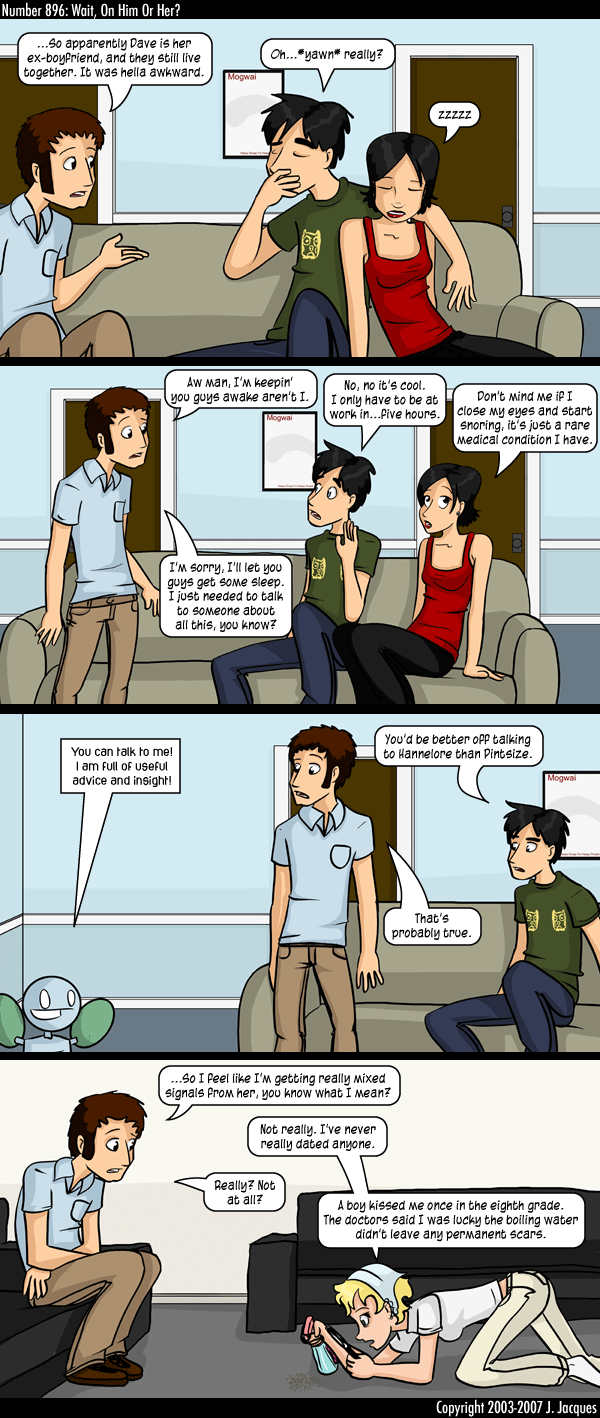 Number 896: Wait, On Him Or Her?
...So apparently Dave is her
ex-boyfriend, and they still live
together. It was hella awkward.
Oh...*yawn* really?
zzzzz
Mogwai
Aw man, I'm keepin'
you guys awake aren't I.
No, no it's cool.
I only have to be at
work in...five hours.
Don't mind me if I
close my eyes and start
snoring, it's just a rare
medical condition I have.
Mogwai
I'm sorry, I'll let you
guys get some sleep.
I just needed to talk
to someone about
all this, you know?
You can talk to me!
I am full of useful
advice and insight!
You'd be better off talking
to Hannelore than Pintsize.
Mogwai
That's
probably true.
...So I feel like I'm getting really mixed
signals from her, you know what I mean?
Not really. I've never
really dated anyone.
Really? Not
at all?
A boy kissed me once in the eighth grade.
The doctors said I was lucky the boiling water
didn't leave any permanent scars.
Copyright 2003-2007 J. Jacques